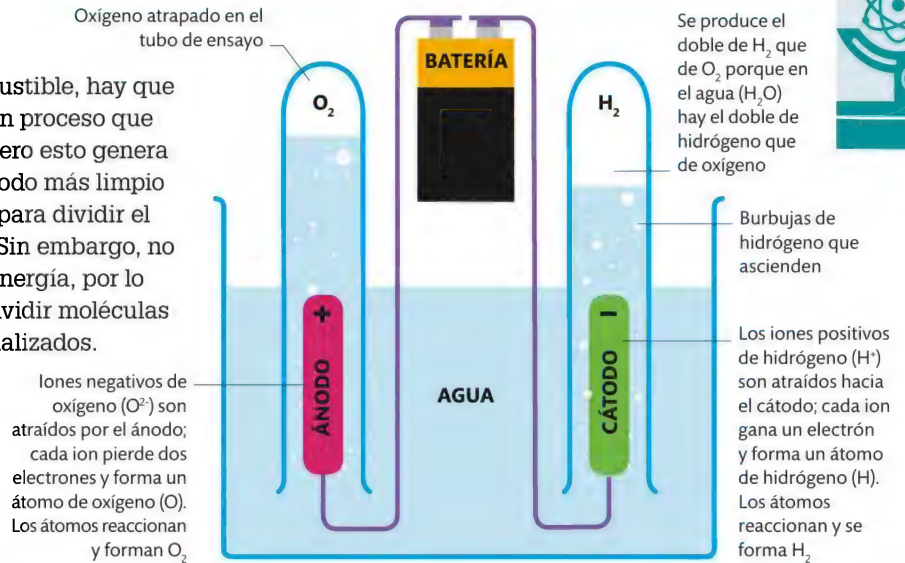 Oxígeno atrapado en el
tubo de ensayo
ustible, hay que
n proceso que
ero esto genera
odo más limpio
para dividir el
Sin embargo, no
nergía, por lo
vidir moléculas
alizados.
Iones negativos de
oxígeno (O²⁻) son
atraídos por el ánodo;
cada ion pierde dos
electrones y forma un
átomo de oxígeno (O).
Los átomos reaccionan
y forman O₂
O₂
+
ÁNODO
BATERÍA
AGUA
H₂
−
CÁTODO
Se produce el
doble de H₂ que
de O₂ porque en
el agua (H₂O)
hay el doble de
hidrógeno que
de oxígeno
Burbujas de
hidrógeno que
ascienden
Los iones positivos
de hidrógeno (H⁺)
son atraídos hacia
el cátodo; cada ion
gana un electrón
y forma un átomo
de hidrógeno (H).
Los átomos
reaccionan y se
forma H₂